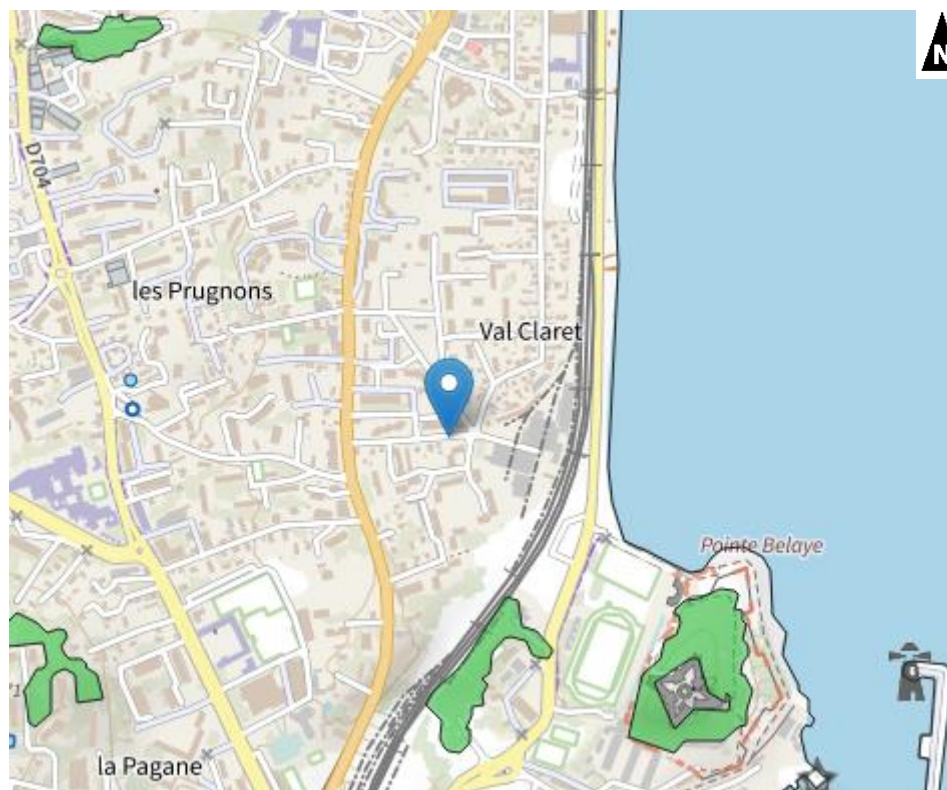 N
D704
les Prugnons
Val Claret
Pointe Belaye
la Pagane